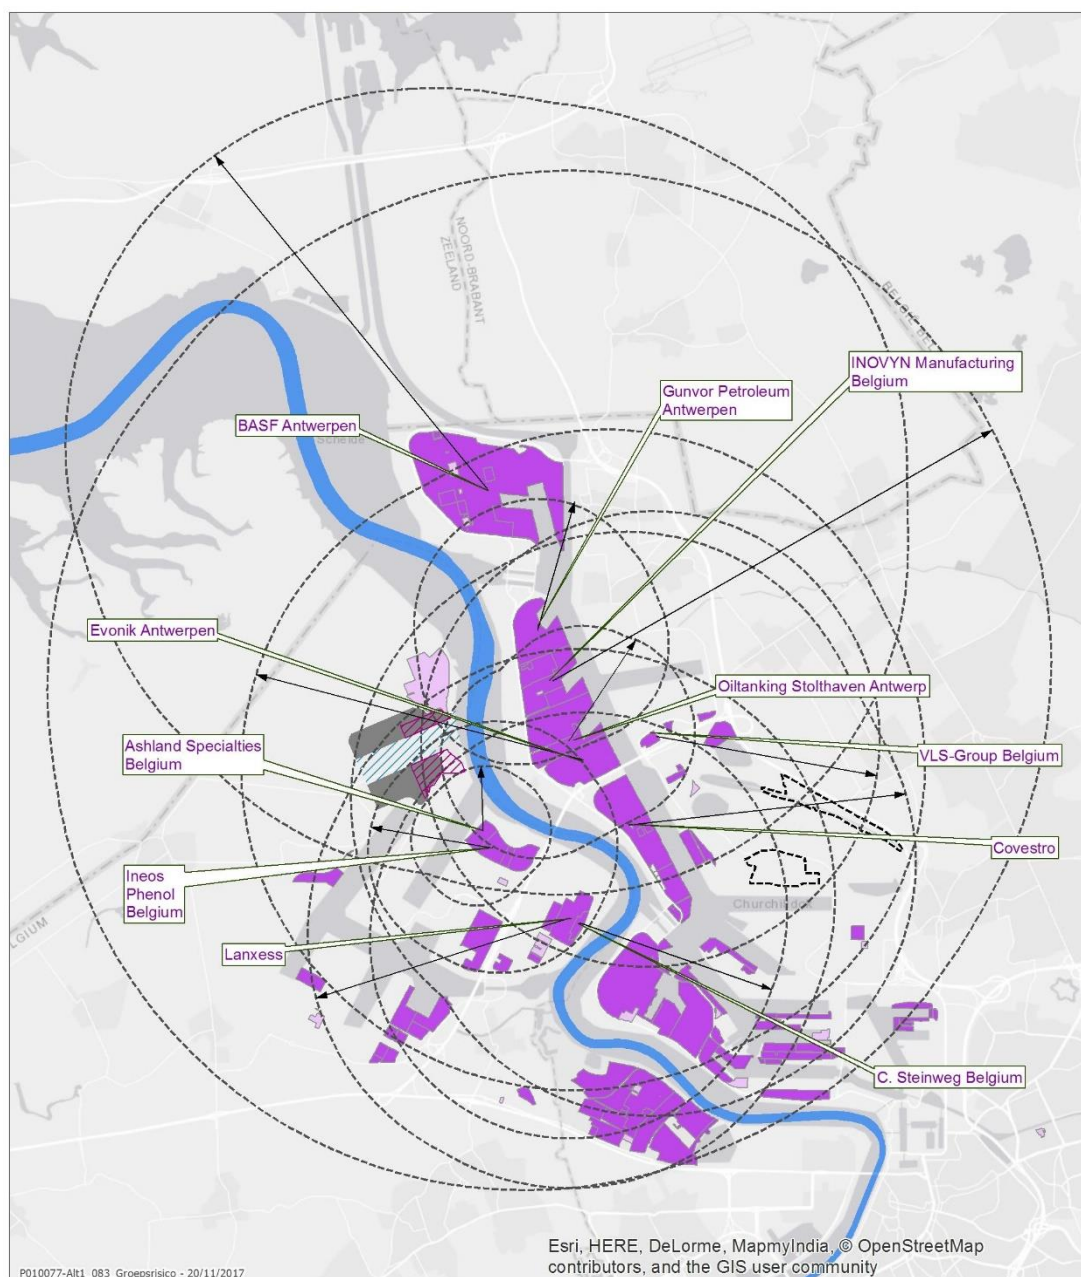 NOORD-BRABANT
ZEELAND
INOVYN Manufacturing
Belgium
Gunvor Petroleum
Antwerpen
BASF Antwerpen
Schelde
Evonik Antwerpen
Oiltanking Stolthaven Antwerp
Ashland Specialties
Belgium
VLS-Group Belgium
Covestro
Ineos
Phenol
Belgium
Lanxess
C. Steinweg Belgium
Esri, HERE, DeLorme, MapmyIndia, © OpenStreetMap
contributors, and the GIS user community
P010077-Alt1_083_Groepsrisico - 20/11/2017